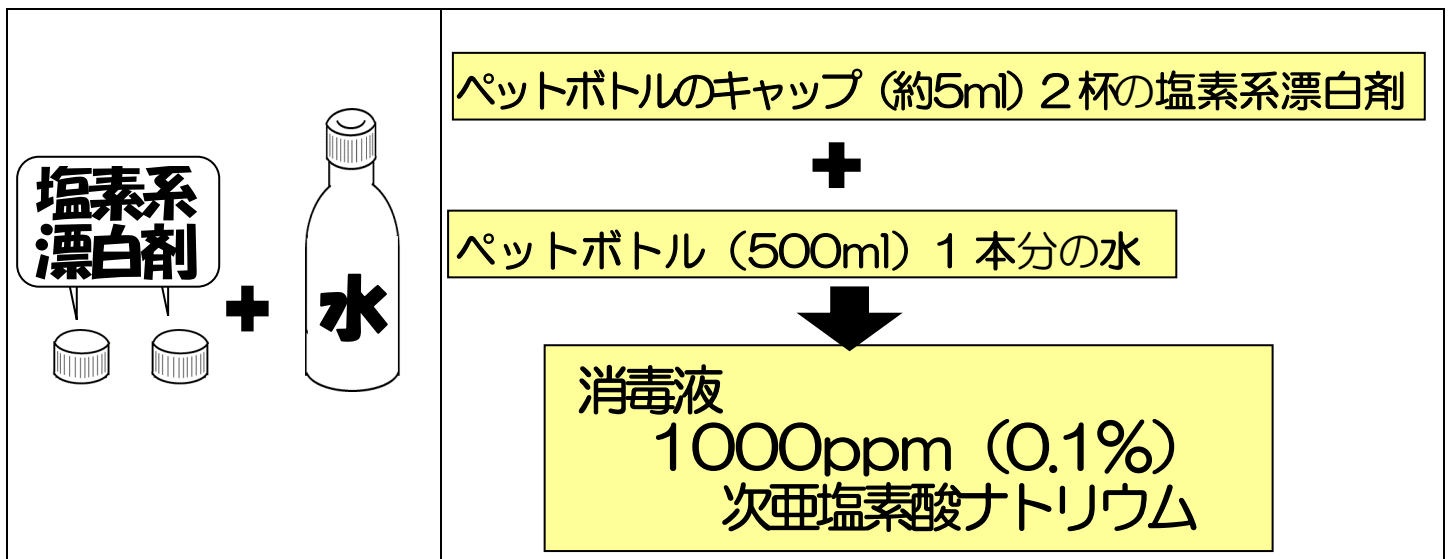 塩素系
漂白剤
+
水
ペットボトルのキャップ（約5ml）２杯の塩素系漂白剤
+
ペットボトル（500ml）１本分の水
消毒液
1000ppm（0.1%）
次亜塩素酸ナトリウム